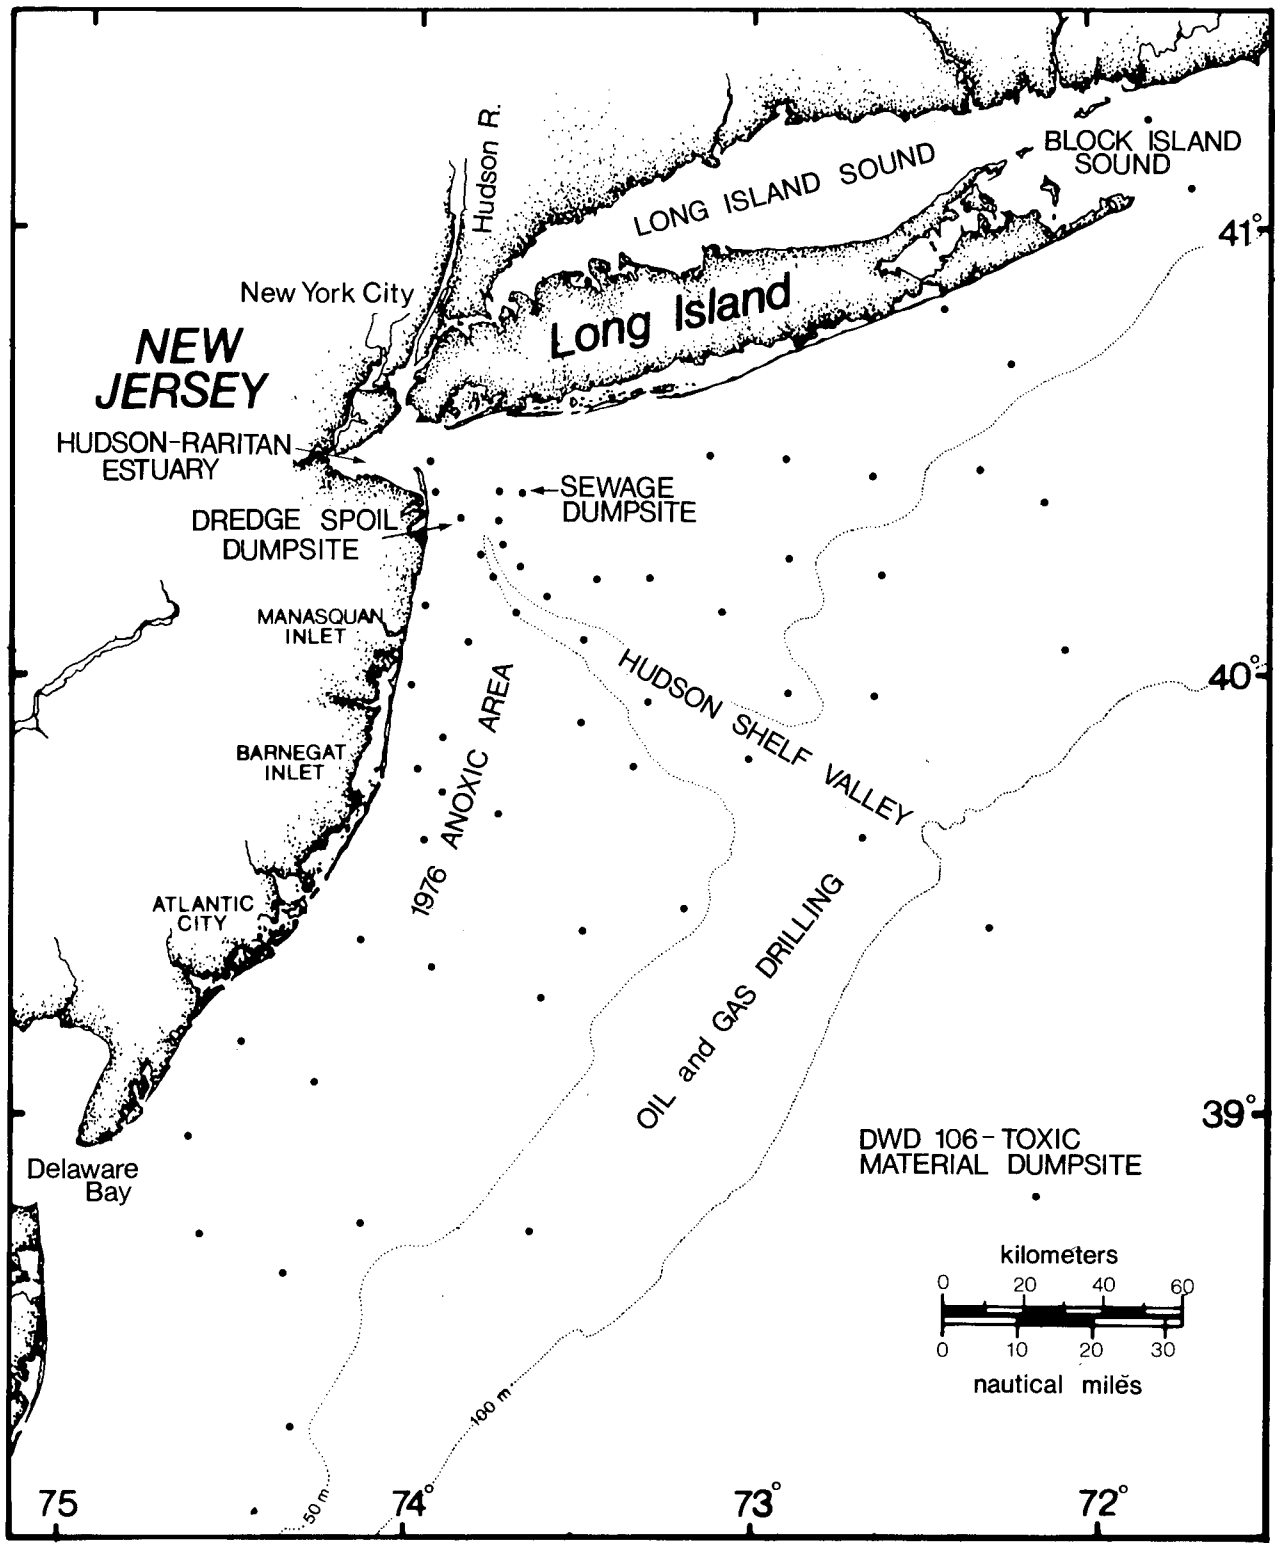 Hudson R.
BLOCK ISLAND
SOUND
LONG ISLAND SOUND
41°
New York City
Long Island
NEW
JERSEY
HUDSON-RARITAN
ESTUARY
SEWAGE
DUMPSITE
DREDGE SPOIL
DUMPSITE
MANASQUAN
INLET
40°
HUDSON SHELF VALLEY
1976 ANOXIC AREA
BARNEGAT
INLET
ATLANTIC
CITY
OIL and GAS DRILLING
39°
DWD 106-TOXIC
MATERIAL DUMPSITE
Delaware
Bay
kilometers
0 20 40 60
0 10 20 30
nautical miles
100 m
50 m
75 74° 73° 72°